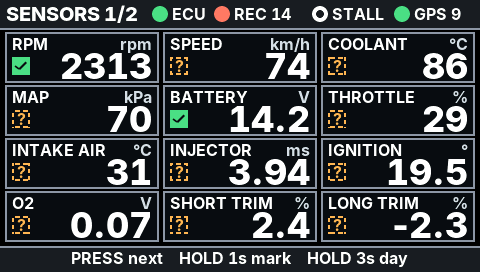 SENSORS 1/2 ECU REC 14 STALL GPS 9
RPM rpm SPEED km/h COOLANT °C
2313 ? 74 ? 86
MAP kPa BATTERY V THROTTLE %
? 70 14.2 ? 29
INTAKE AIR °C INJECTOR ms IGNITION °
? 31 ? 3.94 ? 19.5
O2 V SHORT TRIM % LONG TRIM %
? 0.07 ? 2.4 ? -2.3
PRESS next HOLD 1s mark HOLD 3s day